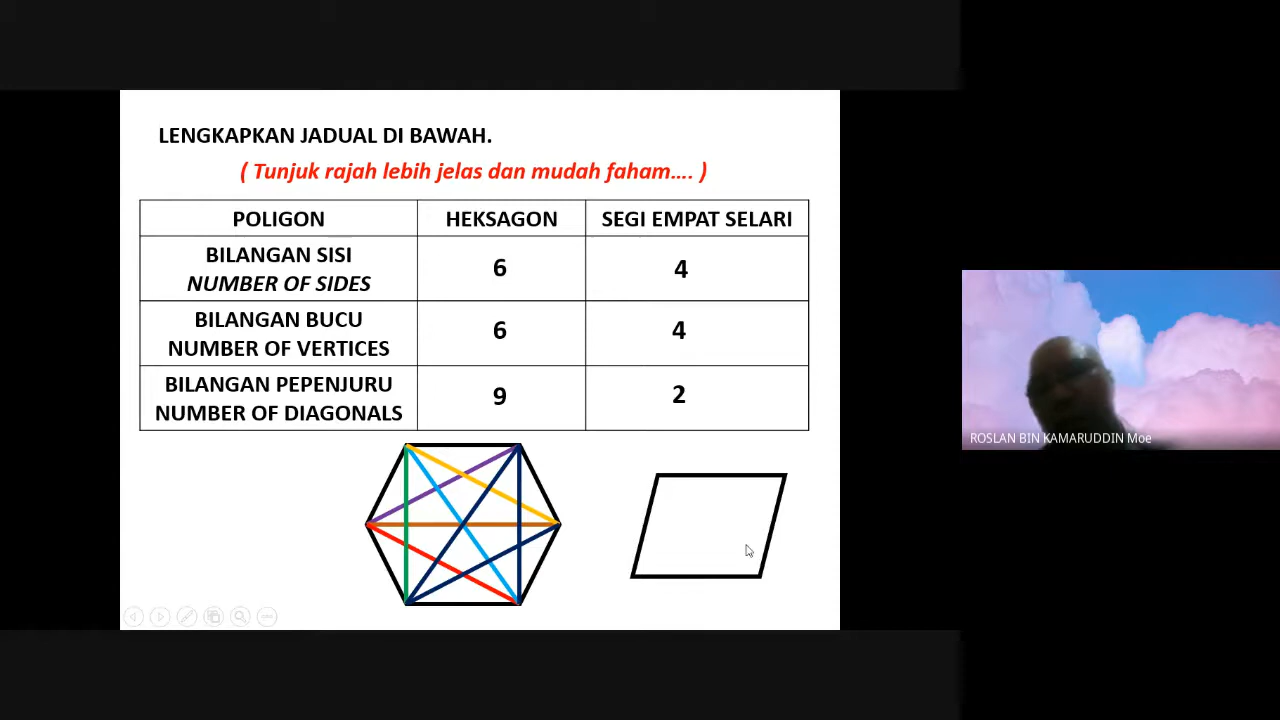 LENGKAPKAN JADUAL DI BAWAH.
( Tunjuk rajah lebih jelas dan mudah faham.... )
POLIGON HEKSAGON SEGI EMPAT SELARI
BILANGAN SISI
NUMBER OF SIDES
6 4
BILANGAN BUCU
NUMBER OF VERTICES
6 4
BILANGAN PEPENJURU
NUMBER OF DIAGONALS
9 2
ROSLAN BIN KAMARUDDIN Moe